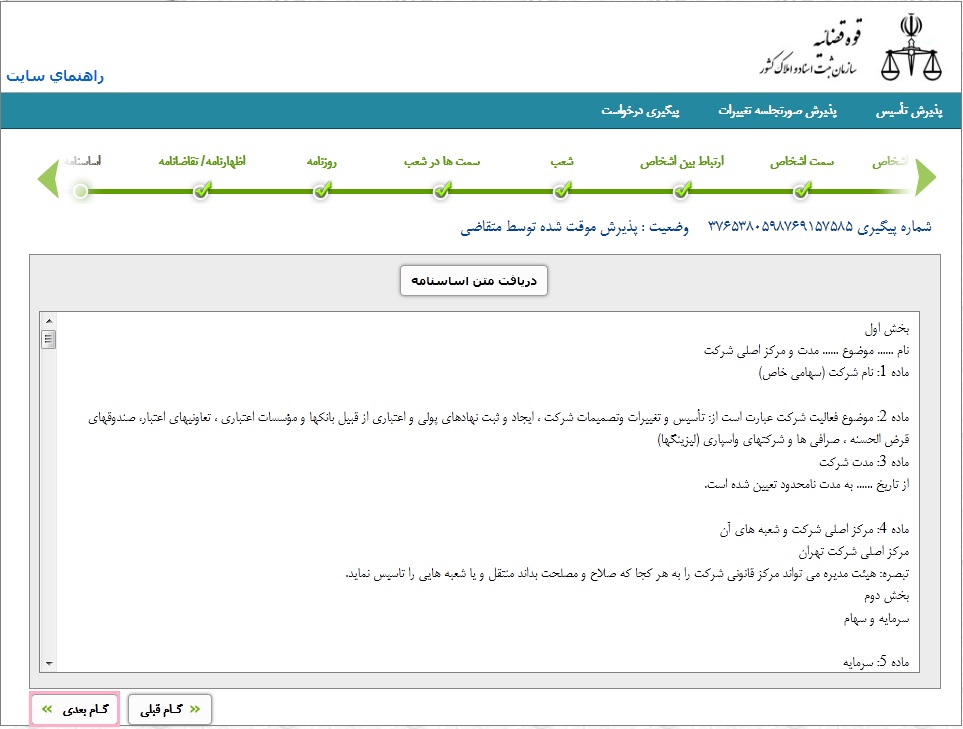 قوه قضائیه
سازمان ثبت اسناد و املاک کشور
راهنماي سايت
پذیرش تأسیس
پذیرش صورتجلسه تغییرات
پیگیری درخواست
اشخاص
سمت اشخاص
ارتباط بین اشخاص
شعب
سمت ها در شعب
روزنامه
اظهارنامه/ تقاضانامه
اساسنامه
شماره پیگیری ۳۷۶۵۳۸۰۵۹۸۷۶۹۱۵۷۵۸۵ وضعیت : پذیرش موقت شده توسط متقاضی
دریافت متن اساسنامه
بخش اول
نام ...... موضوع ...... مدت و مرکز اصلی شرکت
ماده 1: نام شرکت (سهامی خاص)
ماده 2: موضوع فعالیت شرکت عبارت است از: تأسیس و تغییرات وتصمیمات شرکت ، ایجاد و ثبت نهادهای پولی و اعتباری از قبیل بانکها و مؤسسات اعتباری ، تعاونیهای اعتبار، صندوقهای
قرض الحسنه ، صرافی ها و شرکتهای واسپاری (لیزینگها)
ماده 3: مدت شرکت
از تاریخ ...... به مدت نامحدود تعیین شده است.
ماده 4: مرکز اصلی شرکت و شعبه های آن
مرکز اصلی شرکت تهران
تبصره: هیئت مدیره می تواند مرکز قانونی شرکت را به هر کجا که صلاح و مصلحت بداند منتقل و یا شعبه هایی را تاسیس نماید.
بخش دوم
سرمایه و سهام
ماده 5: سرمایه
گام قبلی
گام بعدی